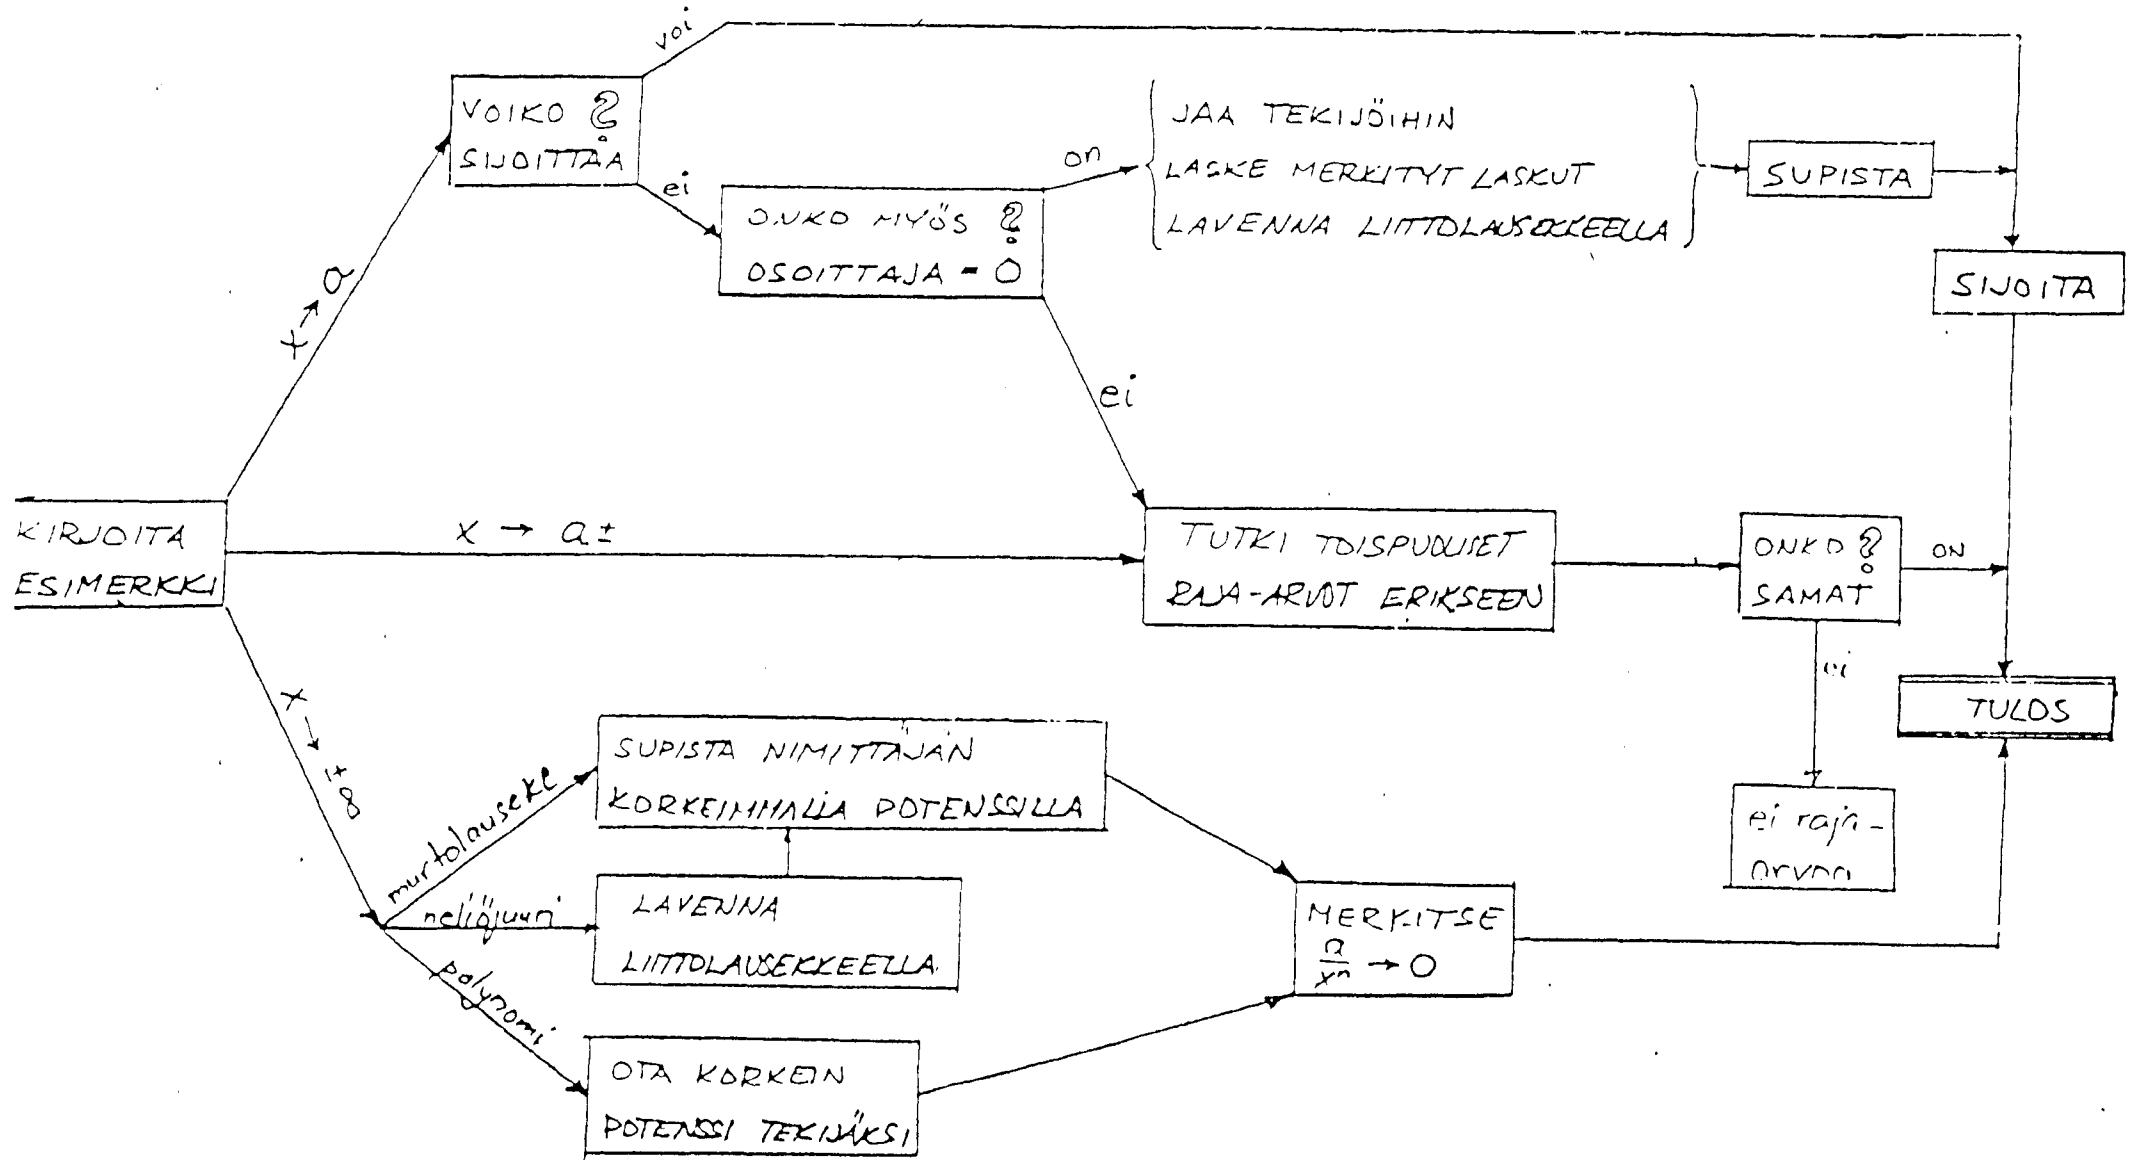 voi
VOIKO ?
SIJOITTAA
ei
ONKO MYÖS ?
OSOITTAJA = 0
on
JAA TEKIJÖIHIN
LASKE MERKITYT LASKUT
LAVENNA LIITTOLAUSEKKEELLA
SUPISTA
SIJOITA
x → a
ei
KIRJOITA
ESIMERKKI
x → a ±
TUTKI TOISPUOLISET
RAJA-ARVOT ERIKSEEN
ONKO ?
SAMAT
ON
ei
TULOS
ei raja-
arvoa
x → ±∞
murtolauseke
SUPISTA NIMITTÄJÄN
KORKEIMMALLA POTENSSILLA
neliöjuuri
LAVENNA
LIITTOLAUSEKKEELLA
polynomi
OTA KORKEIN
POTENSSI TEKIJÄKSI
MERKITSE
a/xⁿ → 0